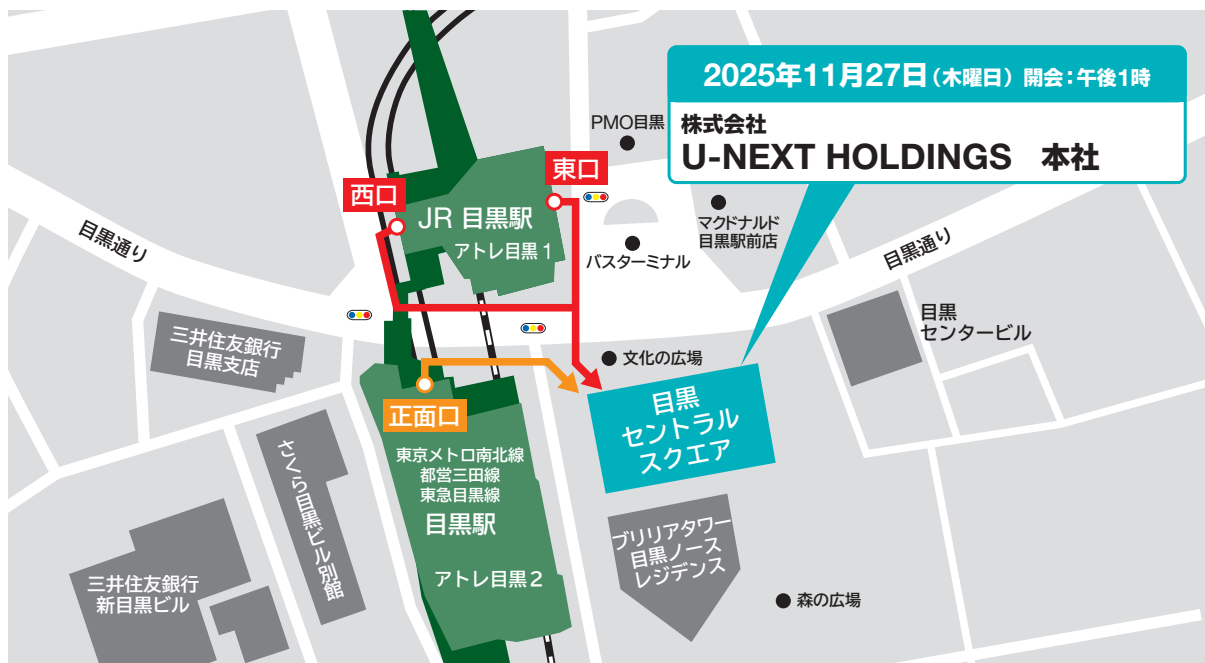 2025年11月27日（木曜日）開会：午後1時
株式会社
U-NEXT HOLDINGS　本社
PMO目黒
東口
西口
JR 目黒駅
アトレ目黒1
マクドナルド
目黒駅前店
バスターミナル
目黒通り
目黒通り
目黒
センタービル
三井住友銀行
目黒支店
文化の広場
正面口
目黒
セントラル
スクエア
東京メトロ南北線
都営三田線
東急目黒線
目黒駅
アトレ目黒2
さくら目黒ビル別館
三井住友銀行
新目黒ビル
ブリリアタワー
目黒ノース
レジデンス
森の広場